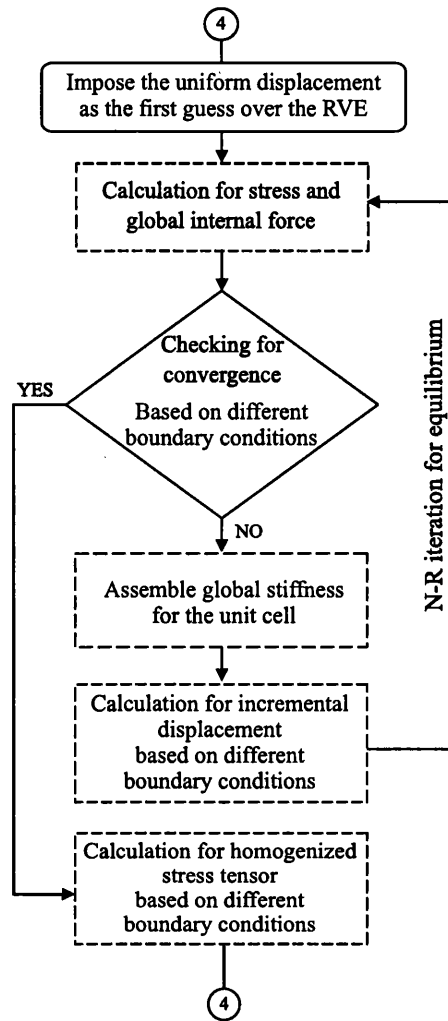 4
Impose the uniform displacement
as the first guess over the RVE
Calculation for stress and
global internal force
Checking for
convergence
Based on different
boundary conditions
YES
NO
N-R iteration for equilibrium
Assemble global stiffness
for the unit cell
Calculation for incremental
displacement
based on different
boundary conditions
Calculation for homogenized
stress tensor
based on different
boundary conditions
4